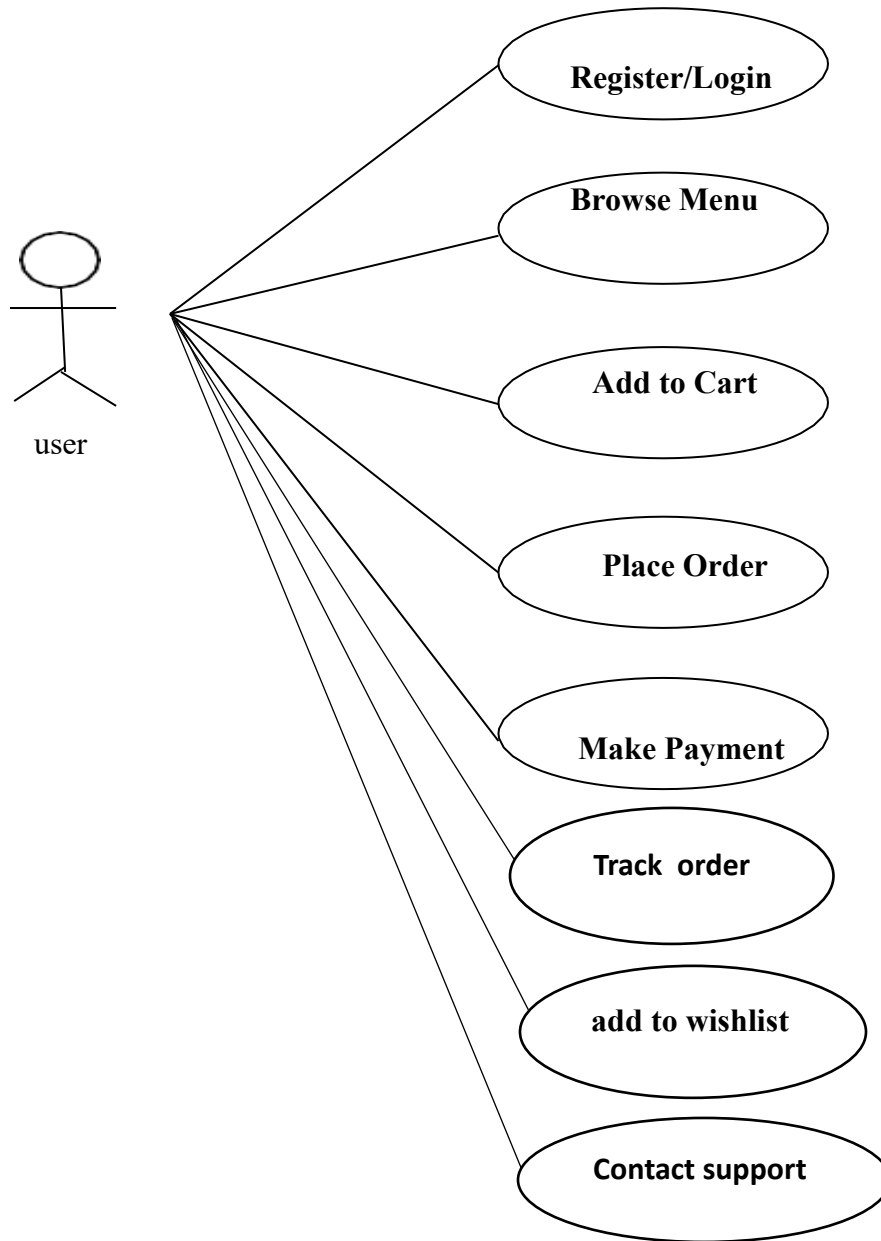 Register/Login
Browse Menu
user
Add to Cart
Place Order
Make Payment
Track  order
add to wishlist
Contact support